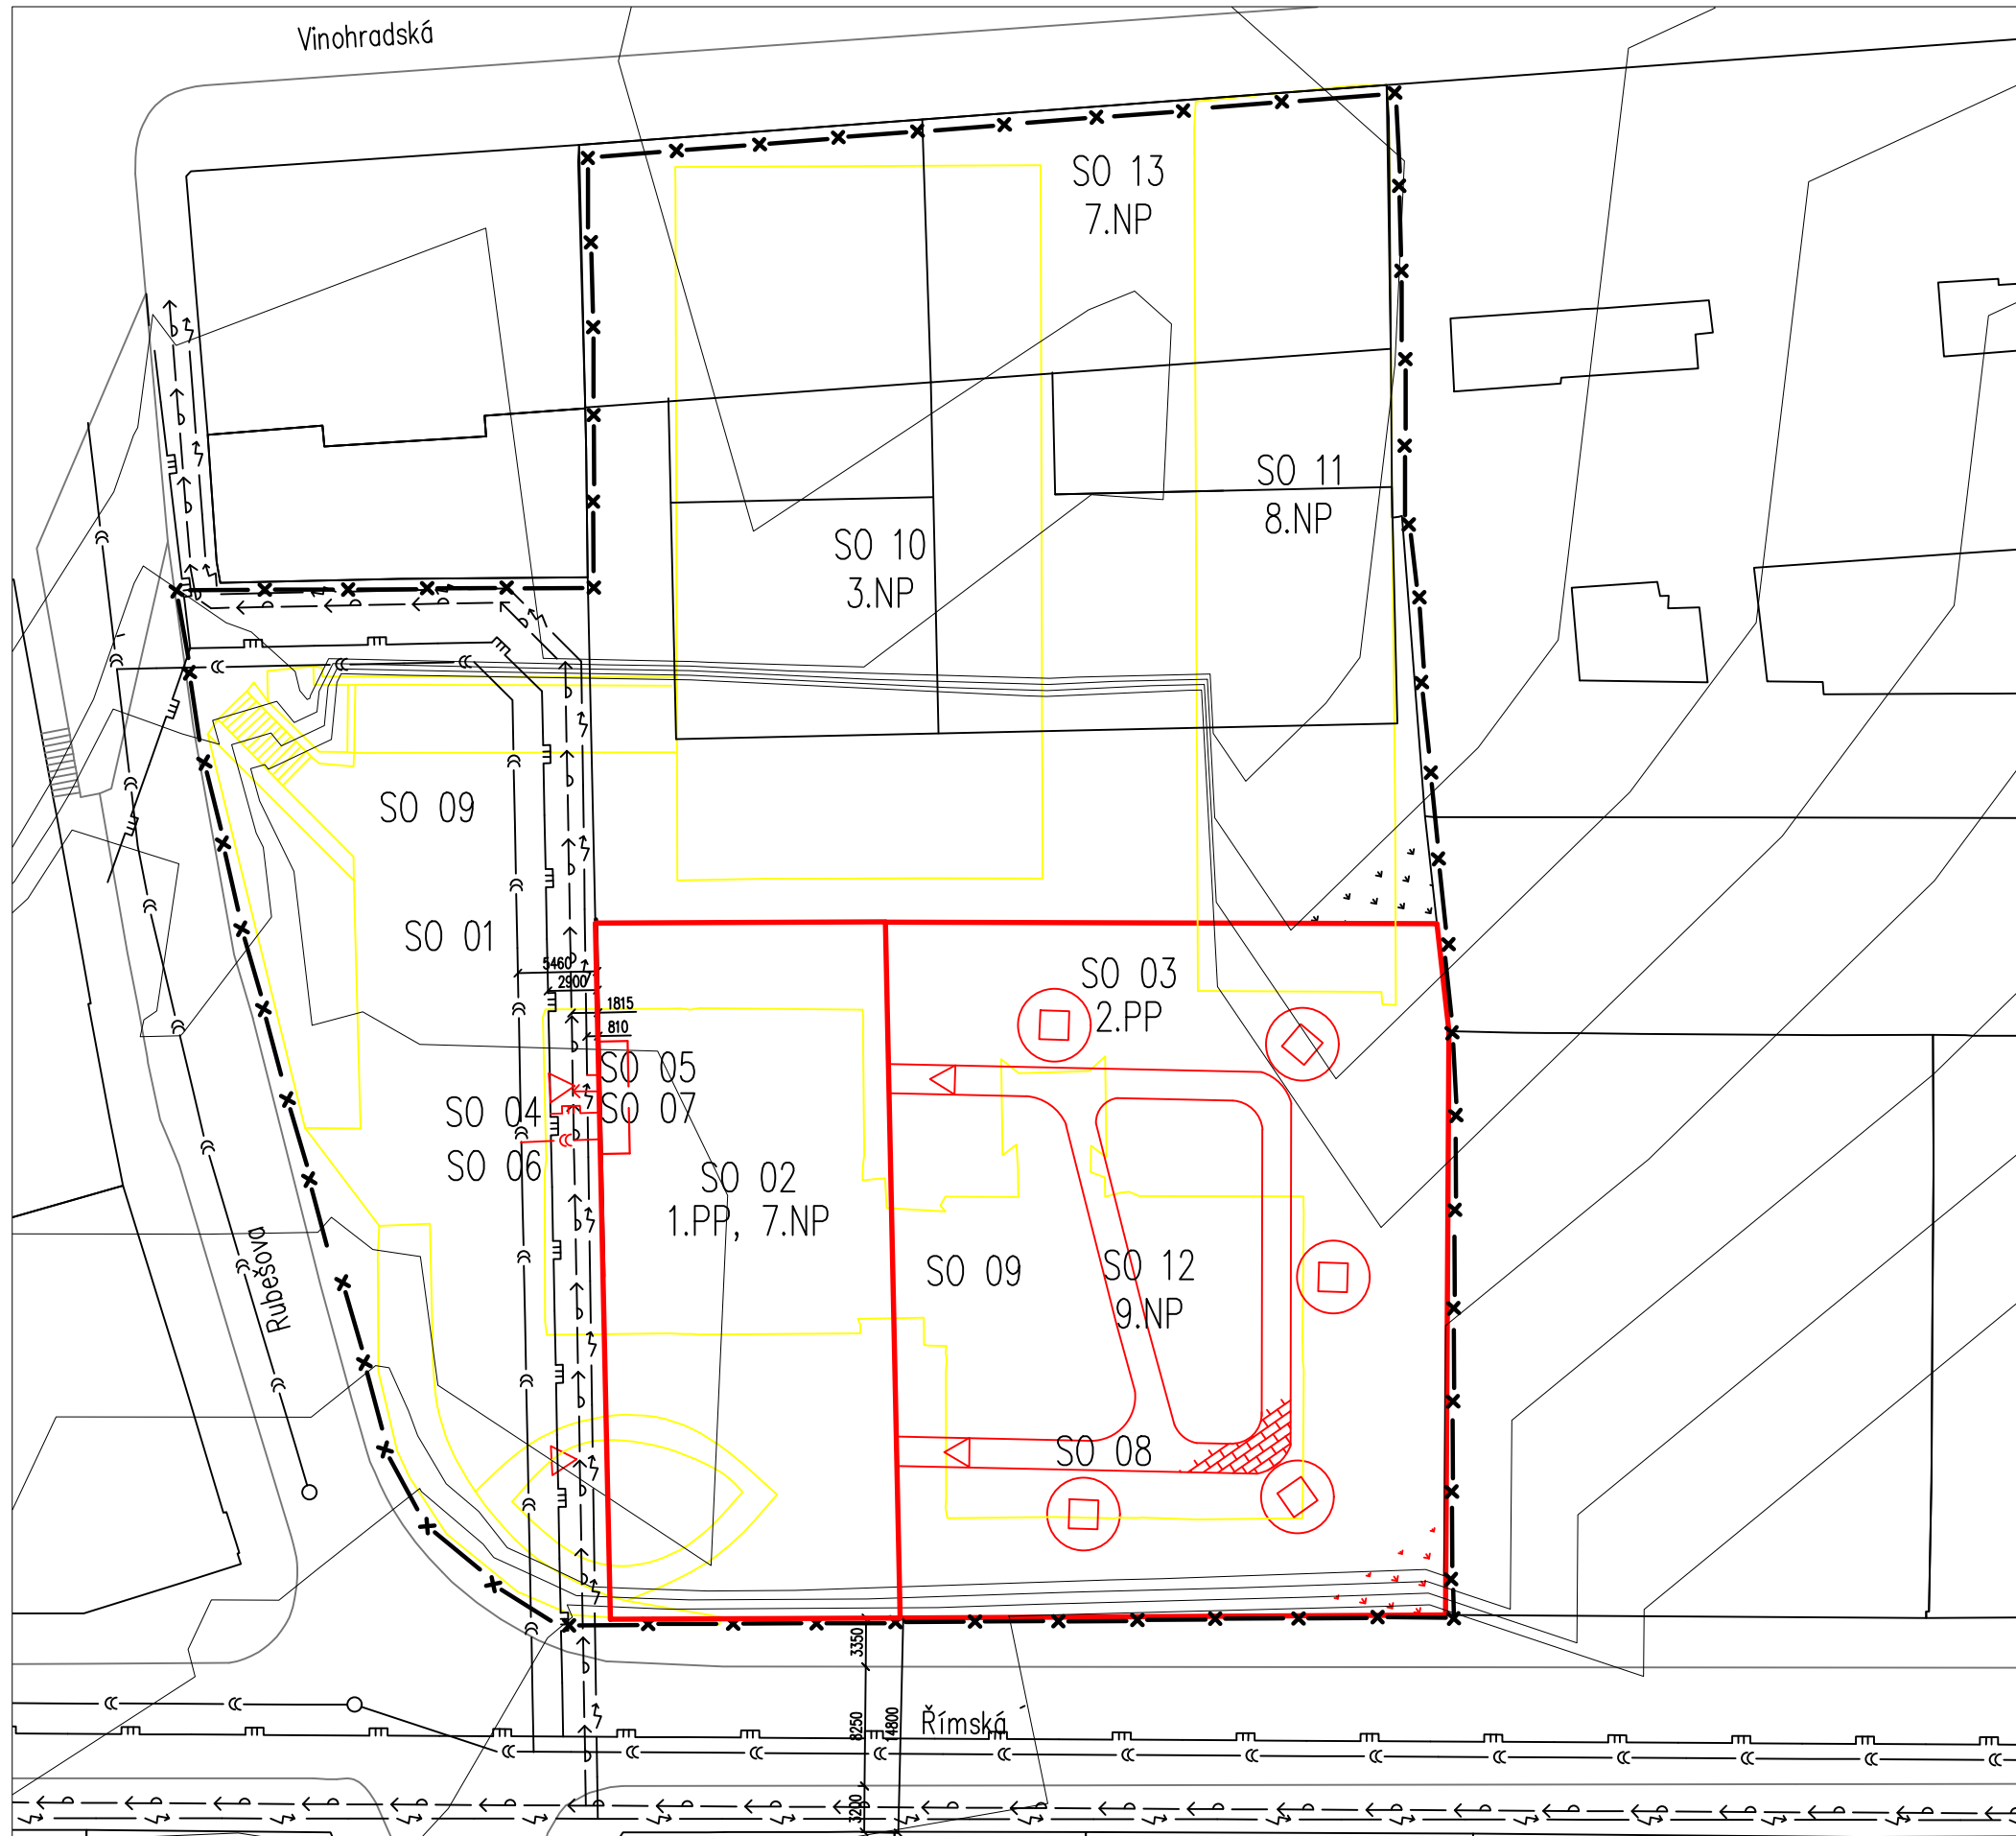 Vinohradská
SO 13
7.NP
SO 11
8.NP
SO 10
3.NP
SO 09
SO 01
5460
2900
1815
810
SO 03
2.PP
SO 05
SO 04
SO 07
SO 06
SO 02
1.PP, 7.NP
SO 09
SO 12
9.NP
Rubešova
SO 08
3350
8250
14800
Římská
3200